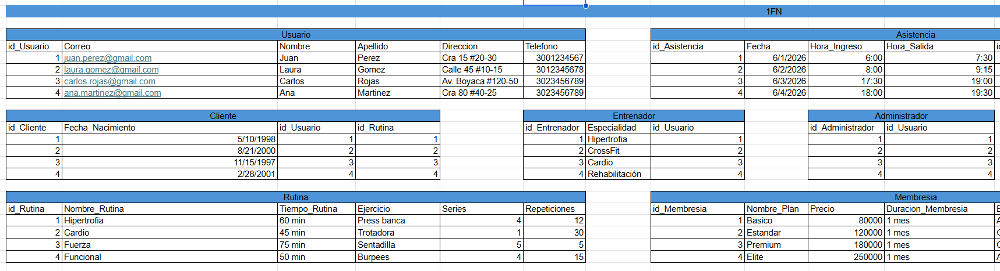 1FN
Usuario
id_Usuario Correo Nombre Apellido Direccion Telefono
1 juan.perez@gmail.com Juan Perez Cra 15 #20-30 3001234567
2 laura.gomez@gmail.com Laura Gomez Calle 45 #10-15 3012345678
3 carlos.rojas@gmail.com Carlos Rojas Av. Boyaca #120-50 3023456789
4 ana.martinez@gmail.com Ana Martinez Cra 80 #40-25 3023456789
Asistencia
id_Asistencia Fecha Hora_Ingreso Hora_Salida
1 6/1/2026 6:00 7:30
2 6/2/2026 8:00 9:15
3 6/3/2026 17:30 19:00
4 6/4/2026 18:00 19:30
Cliente
id_Cliente Fecha_Nacimiento id_Usuario id_Rutina
1 5/10/1998 1 1
2 8/21/2000 2 2
3 11/15/1997 3 3
4 2/28/2001 4 4
Entrenador
id_Entrenador Especialidad id_Usuario
1 Hipertrofia 1
2 CrossFit 2
3 Cardio 3
4 Rehabilitación 4
Administrador
id_Administrador id_Usuario
1 1
2 2
3 3
4 4
Rutina
id_Rutina Nombre_Rutina Tiempo_Rutina Ejercicio Series Repeticiones
1 Hipertrofia 60 min Press banca 4 12
2 Cardio 45 min Trotadora 1 30
3 Fuerza 75 min Sentadilla 5 5
4 Funcional 50 min Burpees 4 15
Membresia
id_Membresia Nombre_Plan Precio Duracion_Membresia
1 Basico 80000 1 mes
2 Estandar 120000 1 mes
3 Premium 180000 1 mes
4 Elite 250000 1 mes